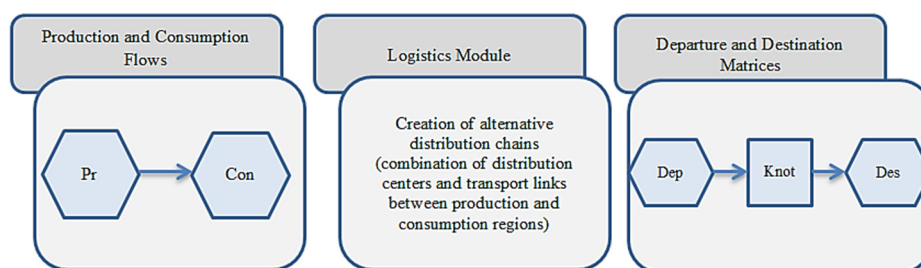 Production and Consumption
Flows
Pr
Con
Logistics Module
Creation of alternative
distribution chains
(combination of distribution
centers and transport links
between production and
consumption regions)
Departure and Destination
Matrices
Dep
Knot
Des